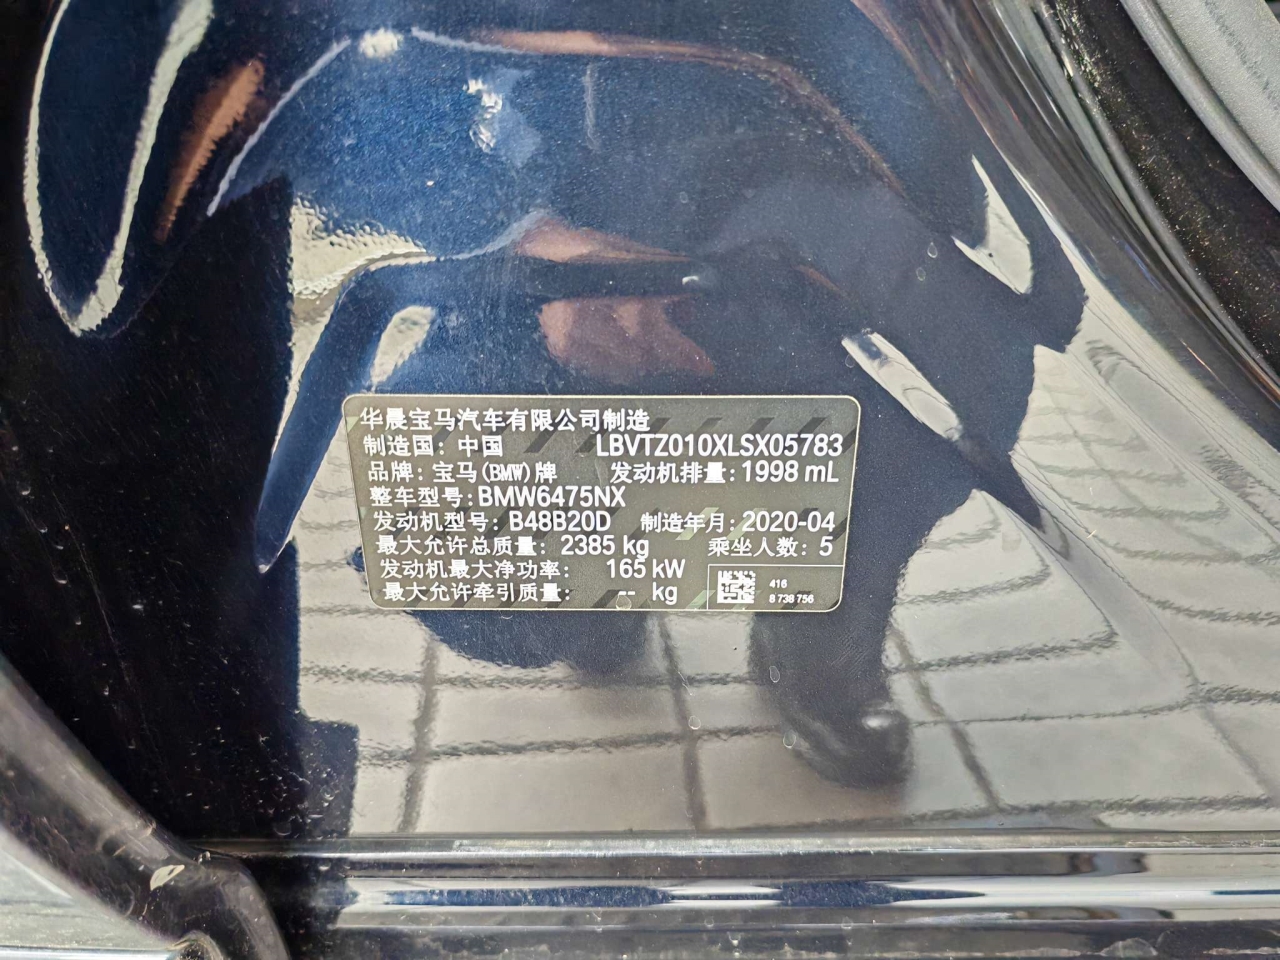 华晨宝马汽车有限公司制造
制造国: 中国 LBVTZ010XLSX05783
品牌: 宝马(BMW)牌 发动机排量: 1998 mL
整车型号: BMW6475NX
发动机型号: B48B20D 制造年月: 2020-04
最大允许总质量: 2385 kg 乘坐人数: 5
发动机最大净功率: 165 kW
最大允许牵引质量: -- kg
416
8 738 756